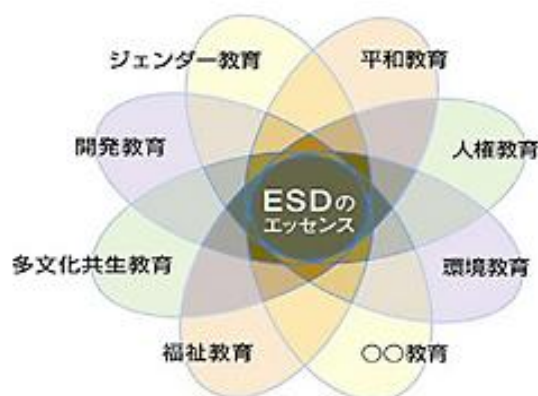 ジェンダー教育
平和教育
開発教育
人権教育
ESDの
エッセンス
多文化共生教育
環境教育
福祉教育
〇〇教育